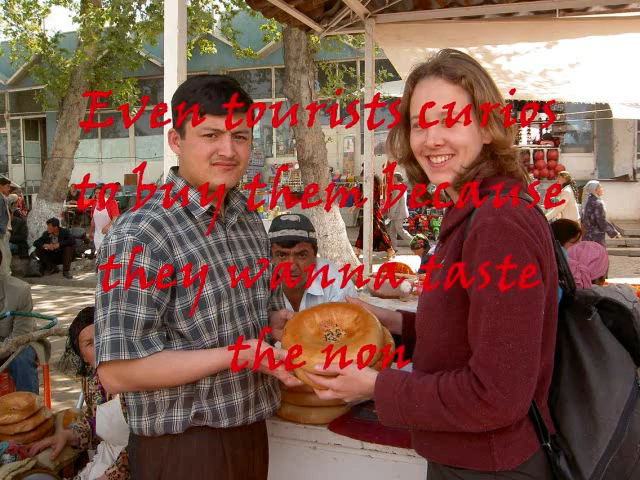 Even tourists curios
to buy them because
they wanna taste
the non